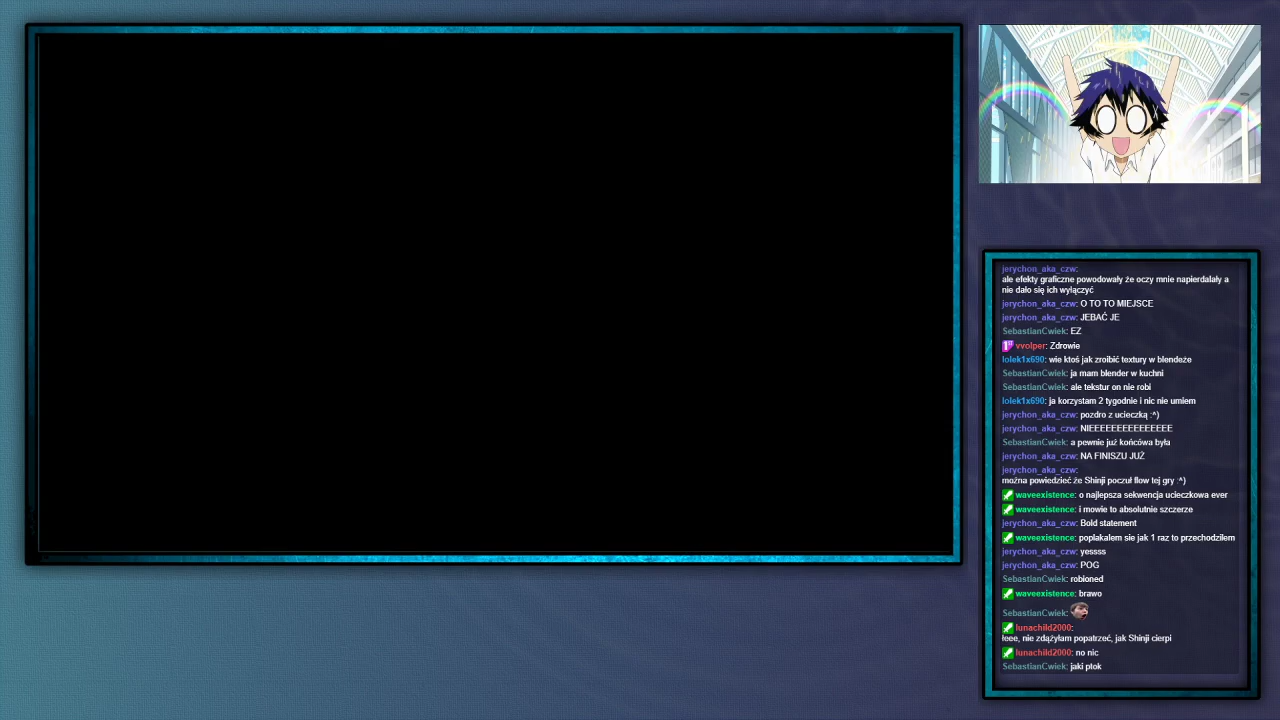 jerychon_aka_czw:
ale efekty graficzne powodowały że oczy mnie napierdalały a
nie dało się ich wyłączyć
jerychon_aka_czw: O TO TO MIEJSCE
jerychon_aka_czw: JEBAĆ JE
SebastianCwiek: EZ
1st vvolper: Zdrowie
lolek1x690: wie ktoś jak zroibić textury w blendeże
SebastianCwiek: ja mam blender w kuchni
SebastianCwiek: ale tekstur on nie robi
lolek1x690: ja korzystam 2 tygodnie i nic nie umiem
jerychon_aka_czw: pozdro z ucieczką :^)
jerychon_aka_czw: NIEEEEEEEEEEEEEEE
SebastianCwiek: a pewnie już końcówa była
jerychon_aka_czw: NA FINISZU JUŻ
jerychon_aka_czw:
można powiedzieć że Shinji poczuł flow tej gry :^)
waveexistence: o najlepsza sekwencja ucieczkowa ever
waveexistence: i mowie to absolutnie szczerze
jerychon_aka_czw: Bold statement
waveexistence: poplakalem sie jak 1 raz to przechodzilem
jerychon_aka_czw: yessss
jerychon_aka_czw: POG
SebastianCwiek: robioned
waveexistence: brawo
SebastianCwiek:
lunachild2000:
łeee, nie zdążyłam popatrzeć, jak Shinji cierpi
lunachild2000: no nic
SebastianCwiek: jaki ptok